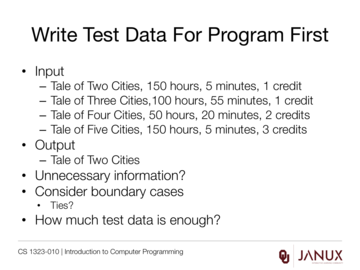 Write Test Data For Program First
• Input
– Tale of Two Cities, 150 hours, 5 minutes, 1 credit
– Tale of Three Cities,100 hours, 55 minutes, 1 credit
– Tale of Four Cities, 50 hours, 20 minutes, 2 credits
– Tale of Five Cities, 150 hours, 5 minutes, 3 credits
• Output
– Tale of Two Cities
• Unnecessary information?
• Consider boundary cases
• Ties?
• How much test data is enough?
CS 1323-010 | Introduction to Computer Programming
JANUX